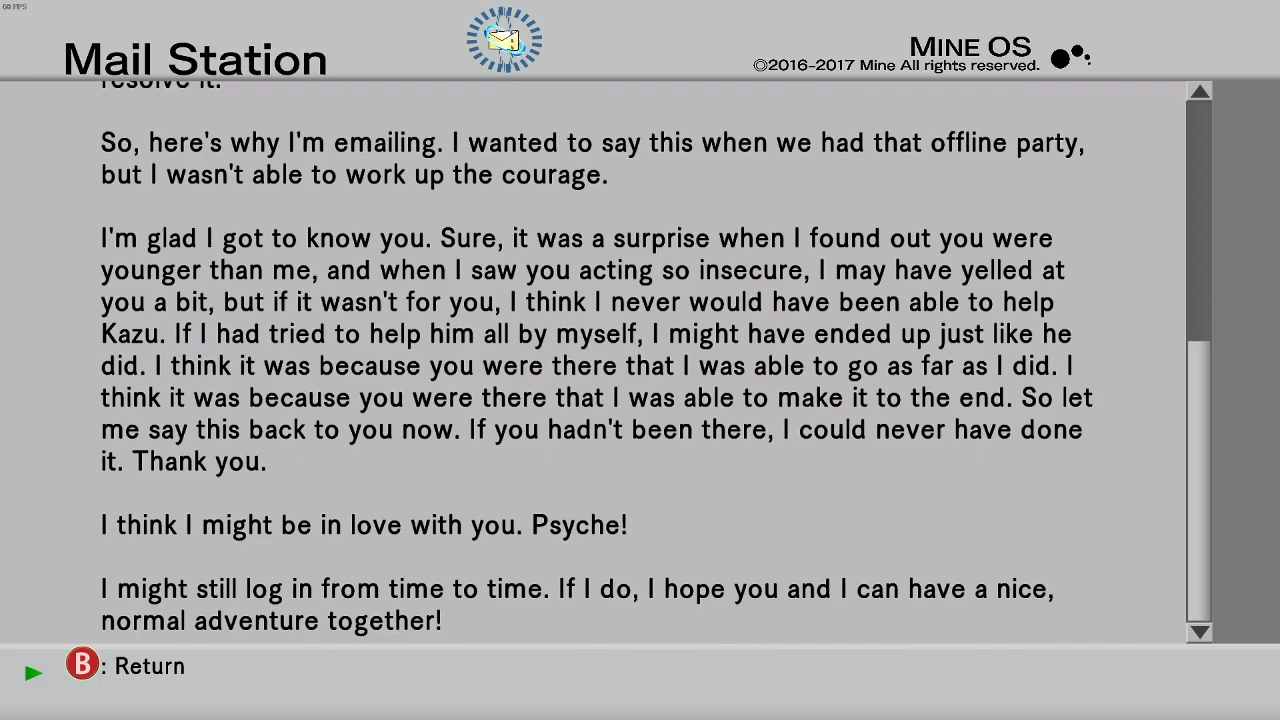 60 FPS
Mail Station
MINE OS
©2016-2017 Mine All rights reserved.
resolve it.
So, here's why I'm emailing. I wanted to say this when we had that offline party,
but I wasn't able to work up the courage.
I'm glad I got to know you. Sure, it was a surprise when I found out you were
younger than me, and when I saw you acting so insecure, I may have yelled at
you a bit, but if it wasn't for you, I think I never would have been able to help
Kazu. If I had tried to help him all by myself, I might have ended up just like he
did. I think it was because you were there that I was able to go as far as I did. I
think it was because you were there that I was able to make it to the end. So let
me say this back to you now. If you hadn't been there, I could never have done
it. Thank you.
I think I might be in love with you. Psyche!
I might still log in from time to time. If I do, I hope you and I can have a nice,
normal adventure together!
B: Return